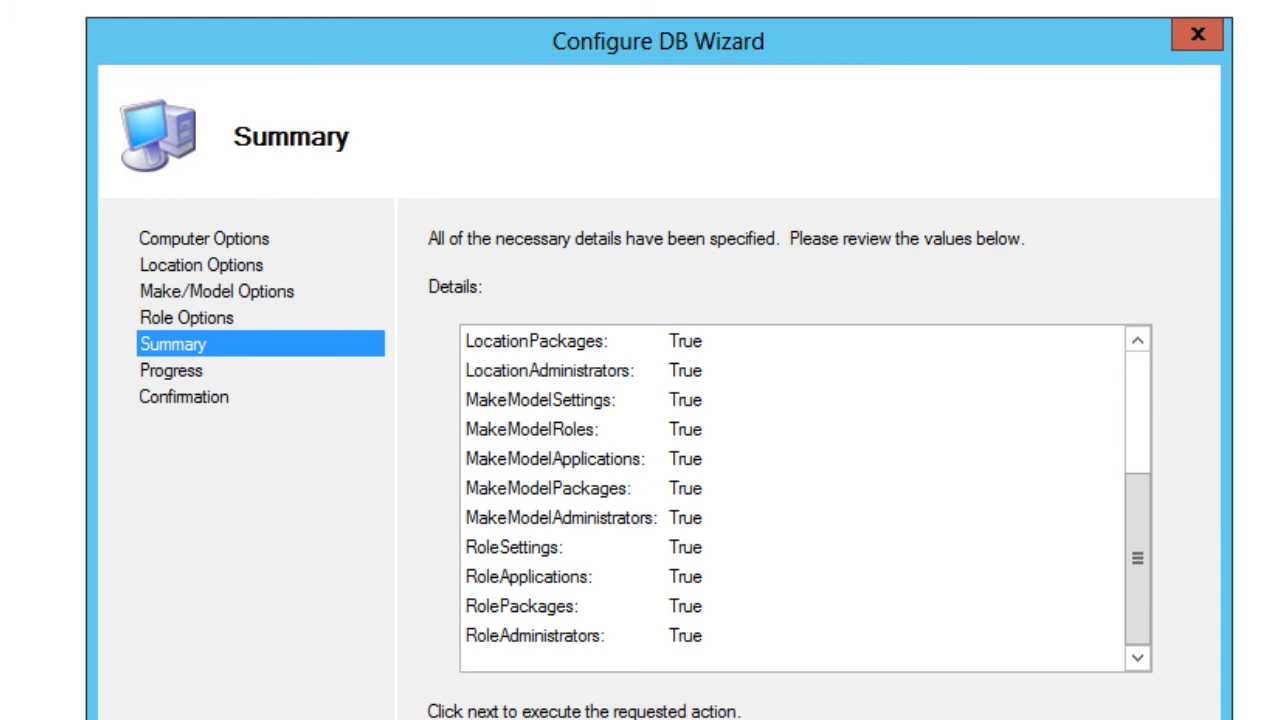 Configure DB Wizard
x
Summary
Computer Options
Location Options
Make/Model Options
Role Options
Summary
Progress
Confirmation
All of the necessary details have been specified. Please review the values below.
Details:
LocationPackages: True
LocationAdministrators: True
MakeModelSettings: True
MakeModelRoles: True
MakeModelApplications: True
MakeModelPackages: True
MakeModelAdministrators: True
RoleSettings: True
RoleApplications: True
RolePackages: True
RoleAdministrators: True
Click next to execute the requested action.